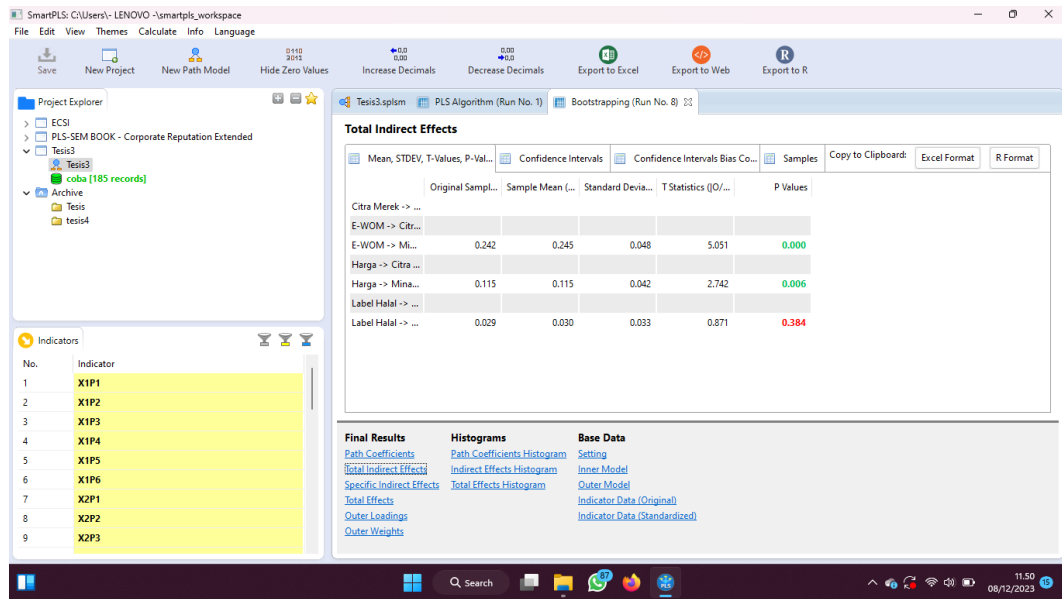 SmartPLS: C:\Users\- LENOVO -\smartpls_workspace
File Edit View Themes Calculate Info Language
Save New Project New Path Model Hide Zero Values Increase Decimals Decrease Decimals Export to Excel Export to Web Export to R
Project Explorer
ECSI
PLS-SEM BOOK - Corporate Reputation Extended
Tesis3
Tesis3
coba [185 records]
Archive
Tesis
tesis4
Indicators
No. Indicator
1 X1P1
2 X1P2
3 X1P3
4 X1P4
5 X1P5
6 X1P6
7 X2P1
8 X2P2
9 X2P3
Tesis3.splsm PLS Algorithm (Run No. 1) Bootstrapping (Run No. 8)
Total Indirect Effects
Mean, STDEV, T-Values, P-Val... Confidence Intervals Confidence Intervals Bias Co... Samples Copy to Clipboard: Excel Format R Format
Original Sampl... Sample Mean (... Standard Devia... T Statistics (|O/... P Values
Citra Merek -> ...
E-WOM -> Citr...
E-WOM -> Mi... 0.242 0.245 0.048 5.051 0.000
Harga -> Citra ...
Harga -> Mina... 0.115 0.115 0.042 2.742 0.006
Label Halal -> ...
Label Halal -> ... 0.029 0.030 0.033 0.871 0.384
Final Results Histograms Base Data
Path Coefficients Path Coefficients Histogram Setting
Total Indirect Effects Indirect Effects Histogram Inner Model
Specific Indirect Effects Total Effects Histogram Outer Model
Total Effects Indicator Data (Original)
Outer Loadings Indicator Data (Standardized)
Outer Weights
Search 87 11.50
08/12/2023 15